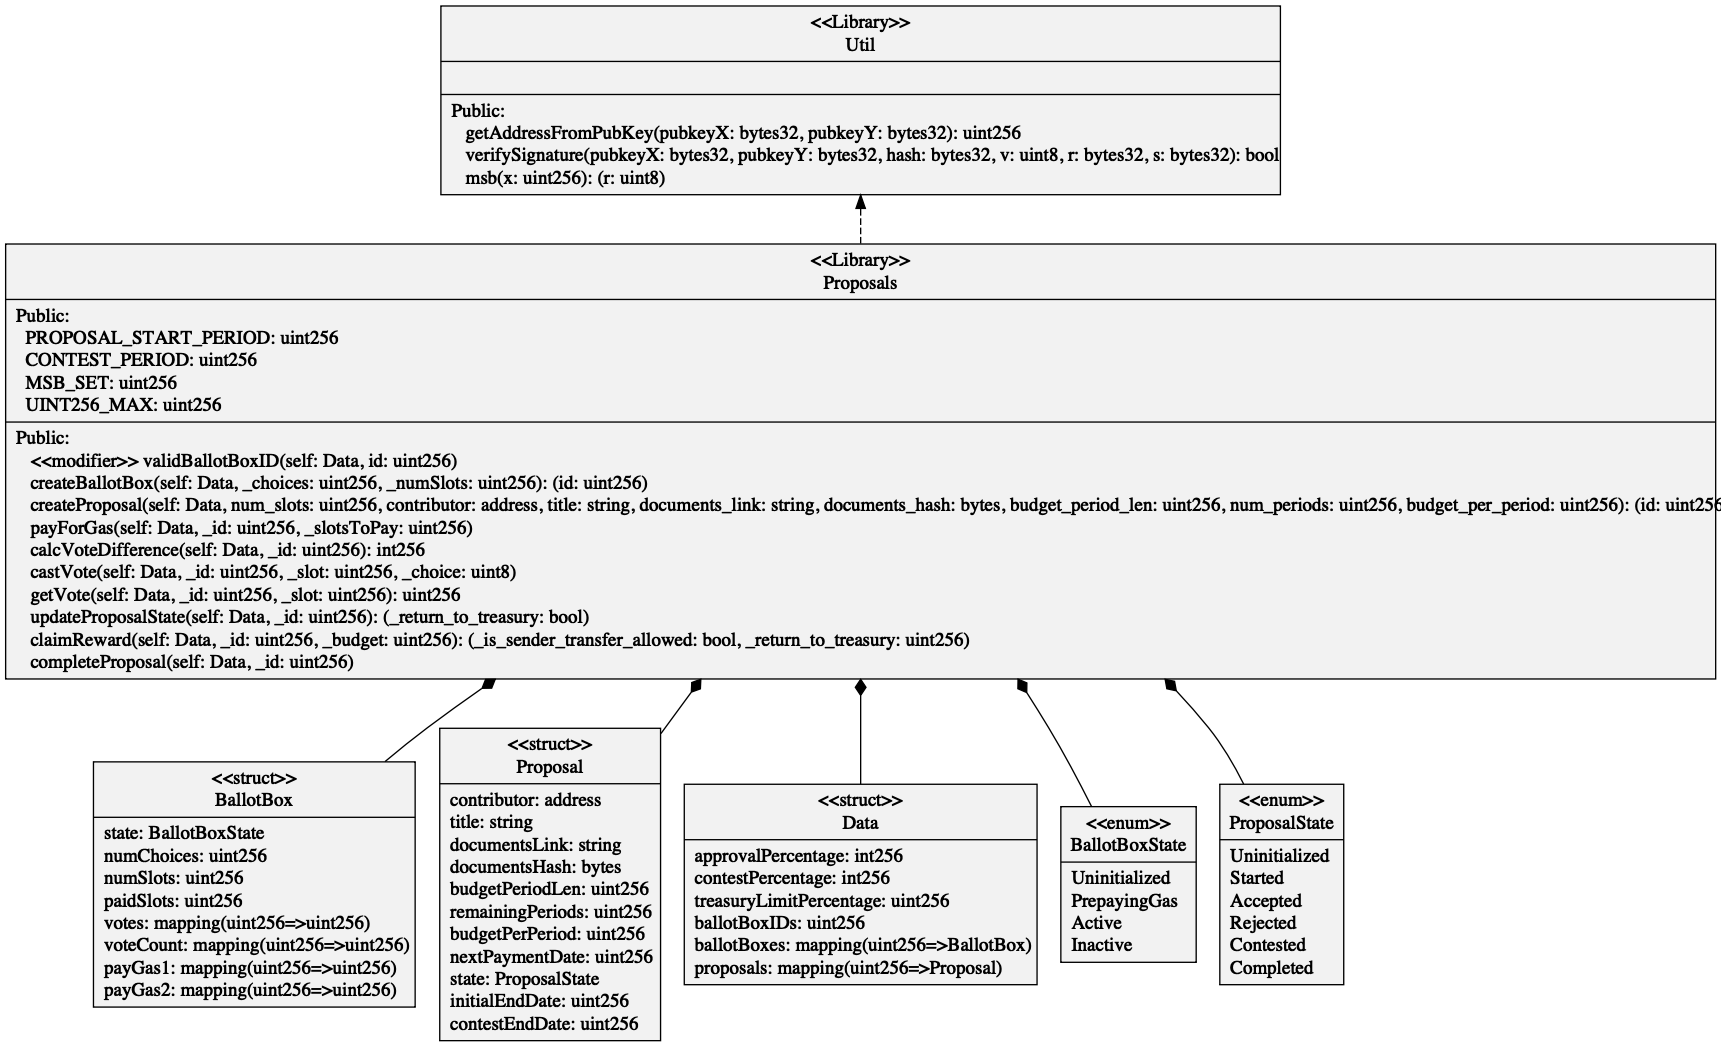 <<Library>>
Util
Public:
getAddressFromPubKey(pubkeyX: bytes32, pubkeyY: bytes32): uint256
verifySignature(pubkeyX: bytes32, pubkeyY: bytes32, hash: bytes32, v: uint8, r: bytes32, s: bytes32): bool
msb(x: uint256): (r: uint8)
<<Library>>
Proposals
Public:
PROPOSAL_START_PERIOD: uint256
CONTEST_PERIOD: uint256
MSB_SET: uint256
UINT256_MAX: uint256
Public:
<<modifier>> validBallotBoxID(self: Data, id: uint256)
createBallotBox(self: Data, _choices: uint256, _numSlots: uint256): (id: uint256)
createProposal(self: Data, num_slots: uint256, contributor: address, title: string, documents_link: string, documents_hash: bytes, budget_period_len: uint256, num_periods: uint256, budget_per_period: uint256): (id: uint256
payForGas(self: Data, _id: uint256, _slotsToPay: uint256)
calcVoteDifference(self: Data, _id: uint256): int256
castVote(self: Data, _id: uint256, _slot: uint256, _choice: uint8)
getVote(self: Data, _id: uint256, _slot: uint256): uint256
updateProposalState(self: Data, _id: uint256): (_return_to_treasury: bool)
claimReward(self: Data, _id: uint256, _budget: uint256): (_is_sender_transfer_allowed: bool, _return_to_treasury: uint256)
completeProposal(self: Data, _id: uint256)
<<struct>>
BallotBox
state: BallotBoxState
numChoices: uint256
numSlots: uint256
paidSlots: uint256
votes: mapping(uint256=>uint256)
voteCount: mapping(uint256=>uint256)
payGas1: mapping(uint256=>uint256)
payGas2: mapping(uint256=>uint256)
<<struct>>
Proposal
contributor: address
title: string
documentsLink: string
documentsHash: bytes
budgetPeriodLen: uint256
remainingPeriods: uint256
budgetPerPeriod: uint256
nextPaymentDate: uint256
state: ProposalState
initialEndDate: uint256
contestEndDate: uint256
<<struct>>
Data
approvalPercentage: int256
contestPercentage: int256
treasuryLimitPercentage: uint256
ballotBoxIDs: uint256
ballotBoxes: mapping(uint256=>BallotBox)
proposals: mapping(uint256=>Proposal)
<<enum>>
BallotBoxState
Uninitialized
PrepayingGas
Active
Inactive
<<enum>>
ProposalState
Uninitialized
Started
Accepted
Rejected
Contested
Completed